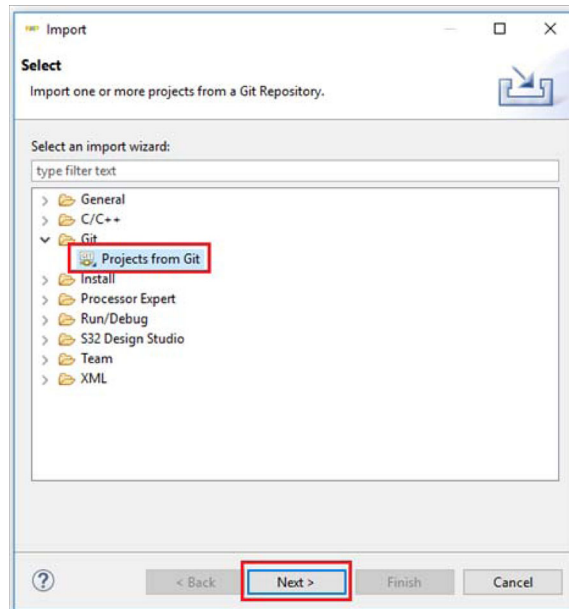 Import
Select
Import one or more projects from a Git Repository.
Select an import wizard:
type filter text
General
C/C++
Git
Projects from Git
Install
Processor Expert
Run/Debug
S32 Design Studio
Team
XML
?
< Back
Next >
Finish
Cancel